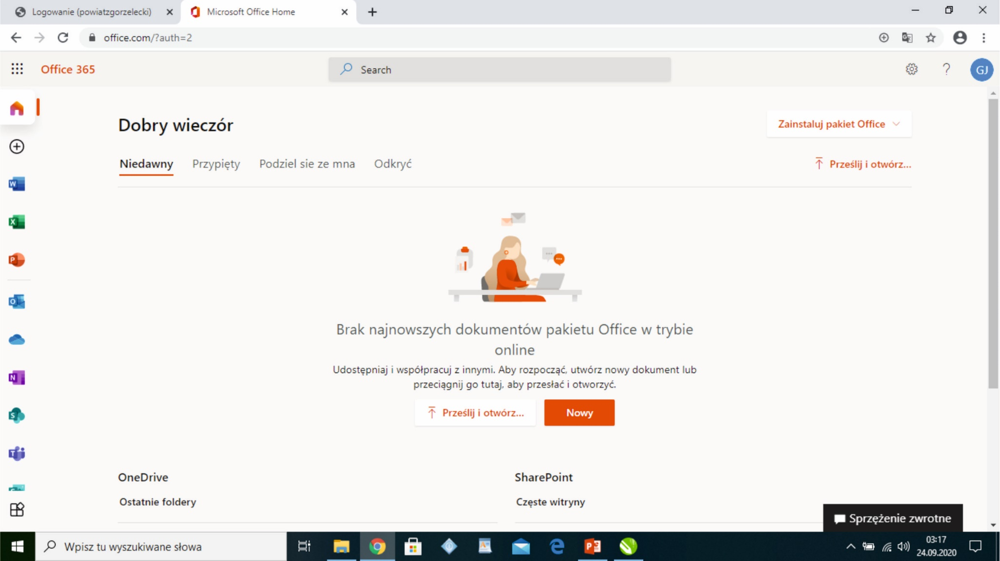 Logowanie (powiatzgorzelecki)
Microsoft Office Home
office.com/?auth=2
Office 365
Search
GJ
Dobry wieczór
Zainstaluj pakiet Office
Niedawny
Przypięty
Podziel sie ze mna
Odkryć
Prześlij i otwórz...
Brak najnowszych dokumentów pakietu Office w trybie
online
Udostępniaj i współpracuj z innymi. Aby rozpocząć, utwórz nowy dokument lub
przeciągnij go tutaj, aby przesłać i otworzyć.
Prześlij i otwórz...
Nowy
OneDrive
SharePoint
Ostatnie foldery
Częste witryny
Sprzężenie zwrotne
Wpisz tu wyszukiwane słowa
03:17
24.09.2020